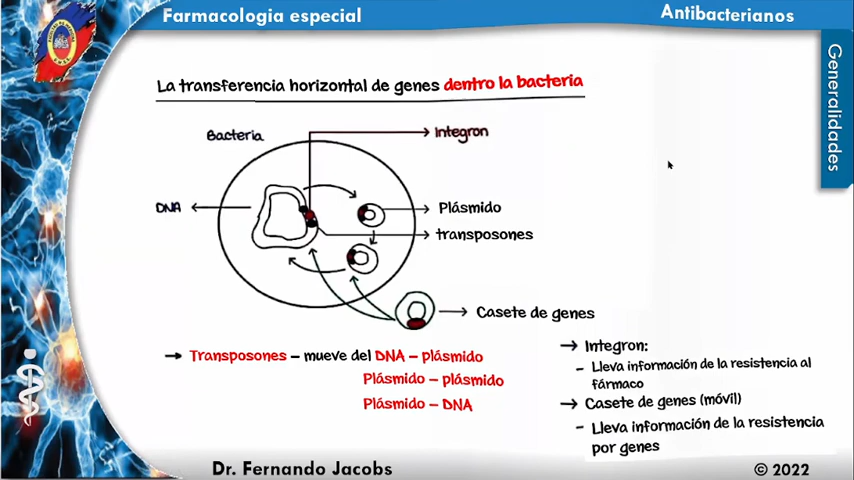 Farmacologia especial
Antibacterianos
Generalidades
La transferencia horizontal de genes dentro la bacteria
Bacteria
Integron
DNA
Plásmido
transposones
Casete de genes
→ Transposones – mueve del DNA – plásmido
Plásmido – plásmido
Plásmido – DNA
→ Integron:
– Lleva información de la resistencia al
fármaco
→ Casete de genes (móvil)
– Lleva información de la resistencia
por genes
Dr. Fernando Jacobs
© 2022